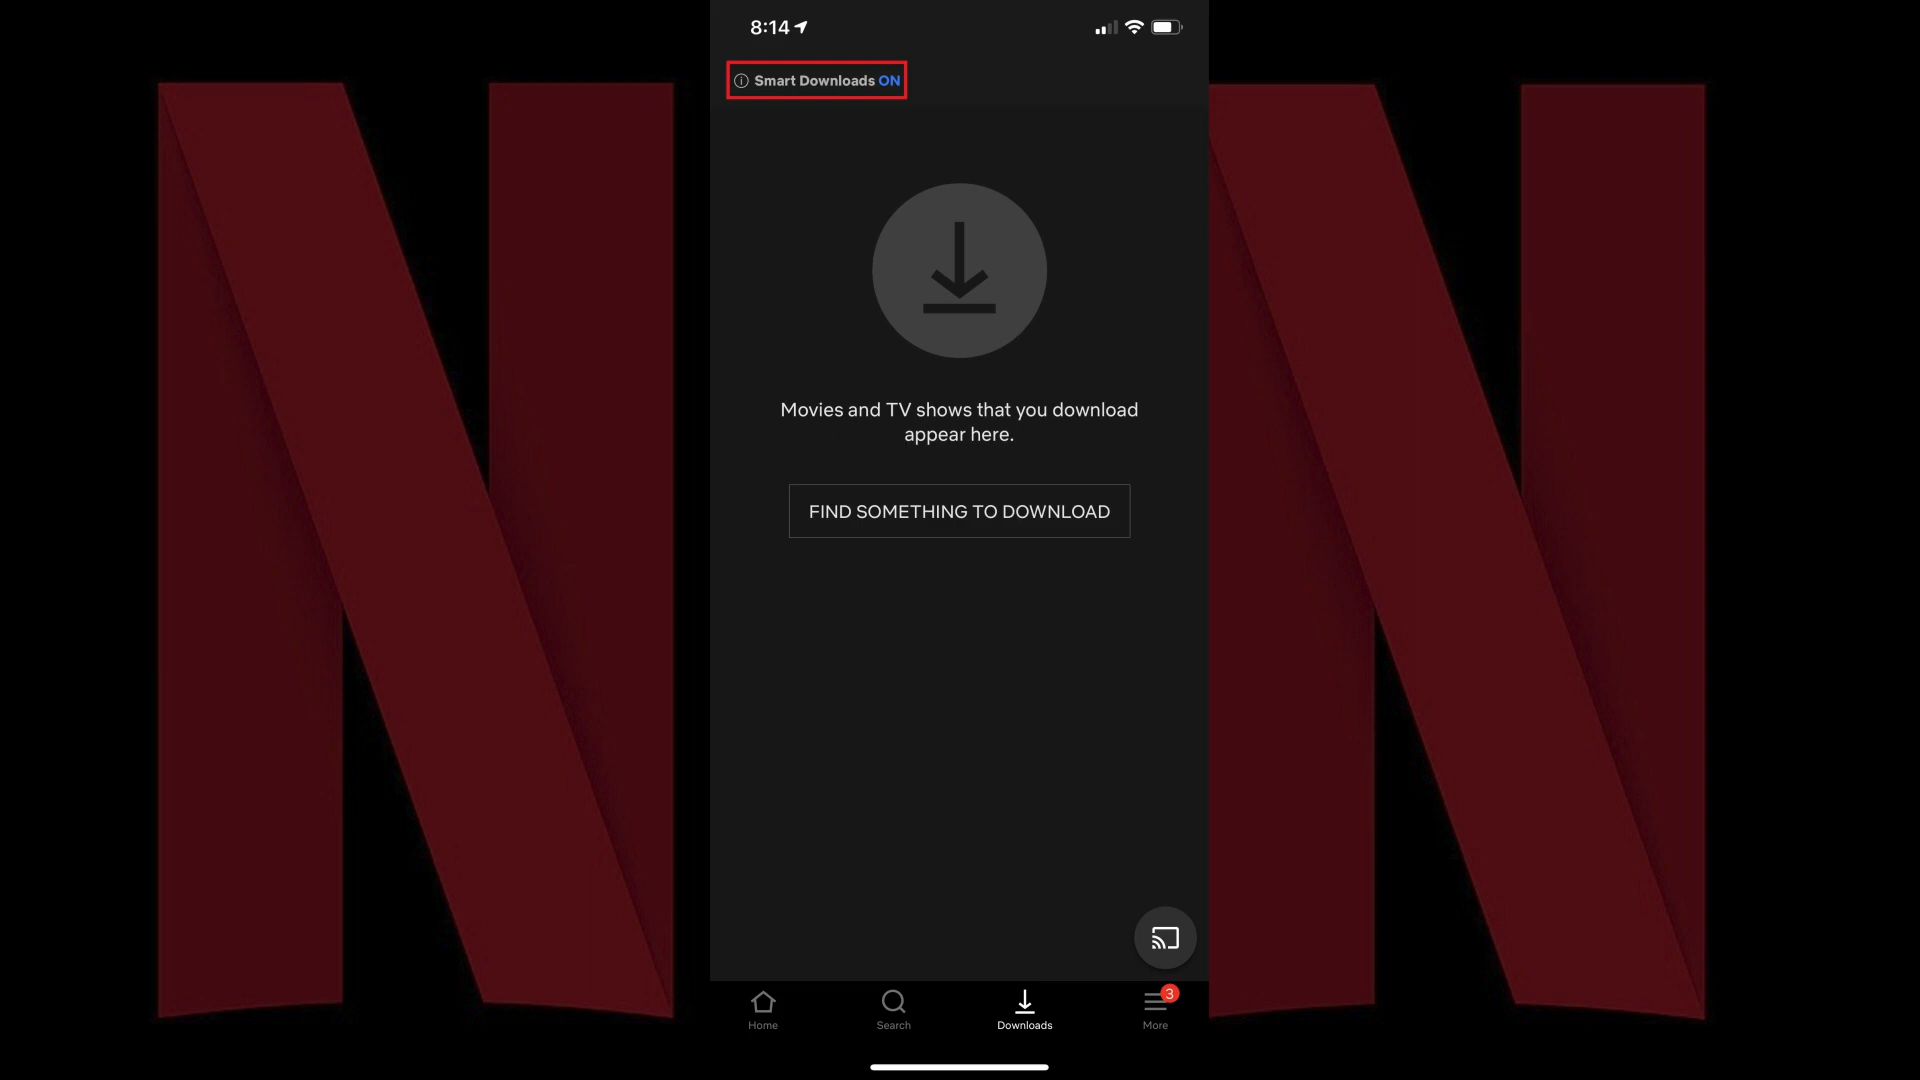 8:14
Smart Downloads ON
Movies and TV shows that you download
appear here.
FIND SOMETHING TO DOWNLOAD
3
Home
Search
Downloads
More